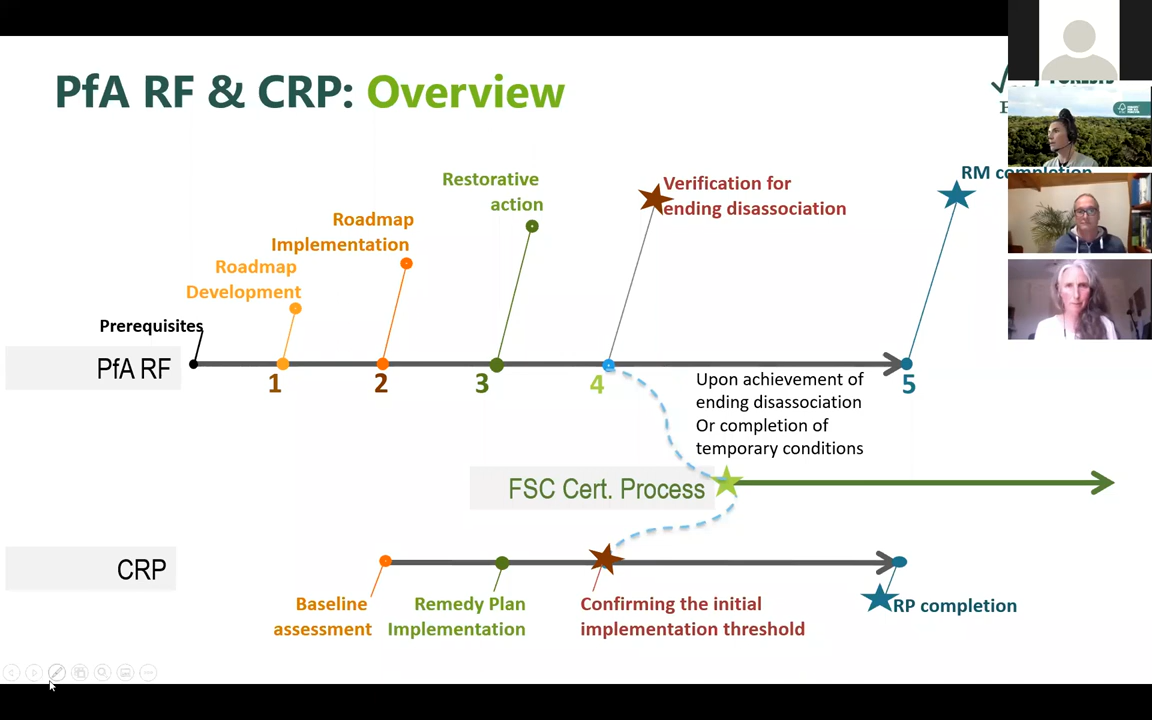 PfA RF & CRP: Overview
FORESTS
RM completion
Restorative
action
Verification for
ending disassociation
Roadmap
Implementation
Roadmap
Development
Prerequisites
PfA RF
1
2
3
4
5
Upon achievement of
ending disassociation
Or completion of
temporary conditions
FSC Cert. Process
CRP
Baseline
assessment
Remedy Plan
Implementation
Confirming the initial
implementation threshold
RP completion